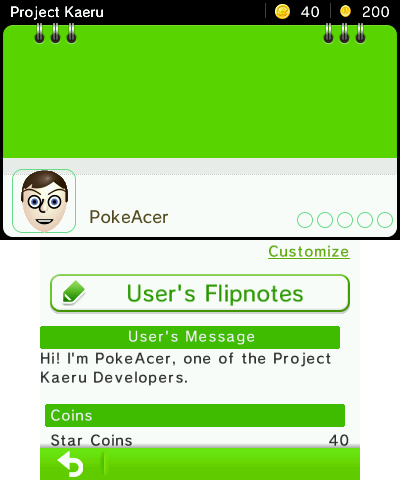 Project Kaeru 40 200
PokeAcer
Customize
User's Flipnotes
User's Message
Hi! I'm PokeAcer, one of the Project
Kaeru Developers.
Coins
Star Coins 40